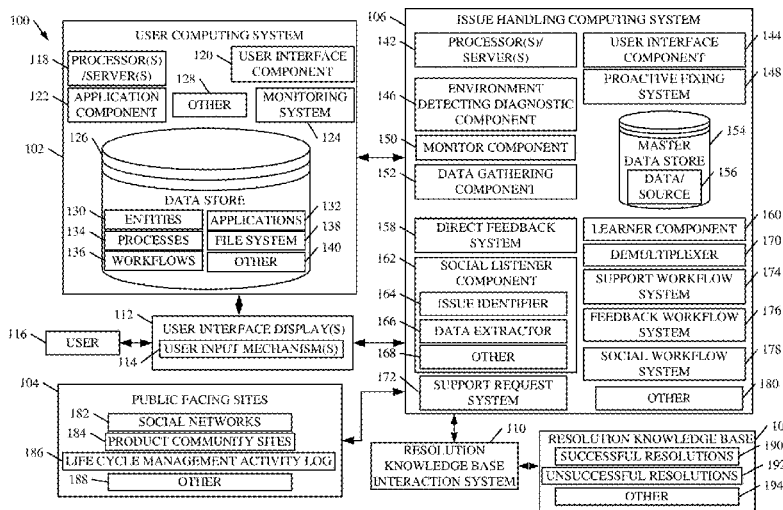 100
USER COMPUTING SYSTEM
118
PROCESSOR(S)
/SERVER(S)
120
USER INTERFACE
COMPONENT
122
APPLICATION
COMPONENT
128
OTHER
MONITORING
SYSTEM
124
102
126
DATA STORE
130
ENTITIES
APPLICATIONS
132
134
PROCESSES
FILE SYSTEM
138
136
WORKFLOWS
OTHER
140
112
USER INTERFACE DISPLAY(S)
114
USER INPUT MECHANISM(S)
116
USER
104
PUBLIC FACING SITES
182
SOCIAL NETWORKS
184
PRODUCT COMMUNITY SITES
186
LIFE CYCLE MANAGEMENT ACTIVITY LOG
188
OTHER
106
ISSUE HANDLING COMPUTING SYSTEM
142
PROCESSOR(S)/
SERVER(S)
USER INTERFACE
COMPONENT
144
146
ENVIRONMENT
DETECTING DIAGNOSTIC
COMPONENT
PROACTIVE FIXING
SYSTEM
148
150
MONITOR COMPONENT
152
DATA GATHERING
COMPONENT
MASTER
DATA STORE
154
DATA/
SOURCE
156
158
DIRECT FEEDBACK
SYSTEM
LEARNER COMPONENT
160
162
SOCIAL LISTENER
COMPONENT
DEMULTIPLEXER
170
164
ISSUE IDENTIFIER
SUPPORT WORKFLOW
SYSTEM
174
166
DATA EXTRACTOR
FEEDBACK WORKFLOW
SYSTEM
176
168
OTHER
SOCIAL WORKFLOW
SYSTEM
178
172
SUPPORT REQUEST
SYSTEM
OTHER
180
110
RESOLUTION
KNOWLEDGE BASE
INTERACTION SYSTEM
RESOLUTION KNOWLEDGE BASE
SUCCESSFUL RESOLUTIONS
190
UNSUCCESSFUL RESOLUTIONS
192
OTHER
194